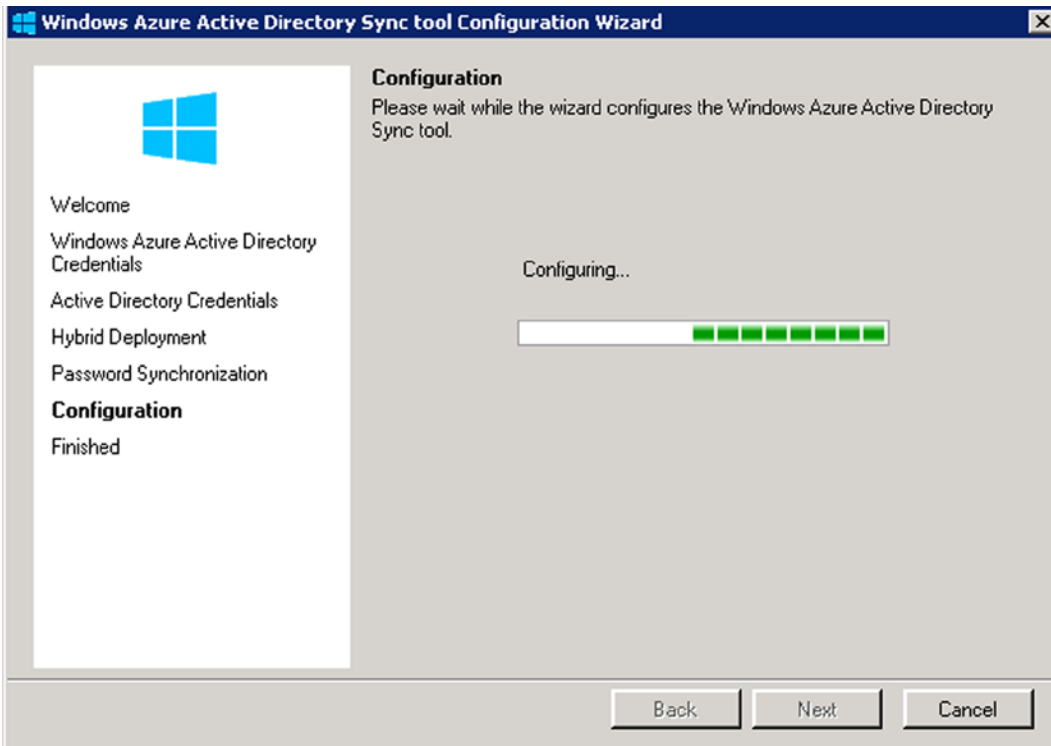 Windows Azure Active Directory Sync tool Configuration Wizard
Welcome
Windows Azure Active Directory
Credentials
Active Directory Credentials
Hybrid Deployment
Password Synchronization
Configuration
Finished
Configuration
Please wait while the wizard configures the Windows Azure Active Directory
Sync tool.
Configuring...
Back
Next
Cancel